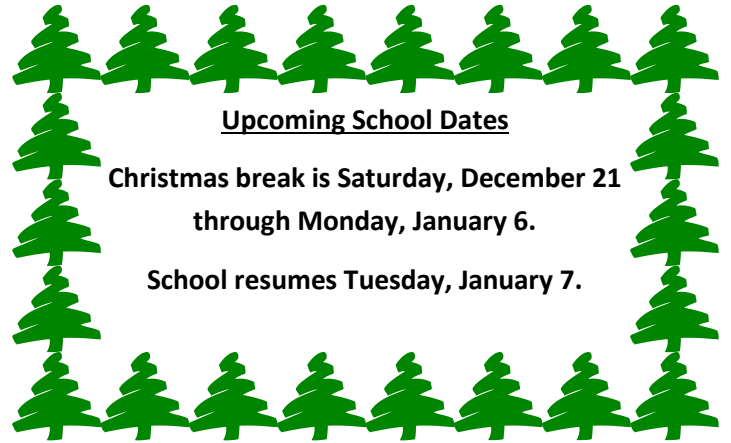 Upcoming School Dates
Christmas break is Saturday, December 21
through Monday, January 6.
School resumes Tuesday, January 7.